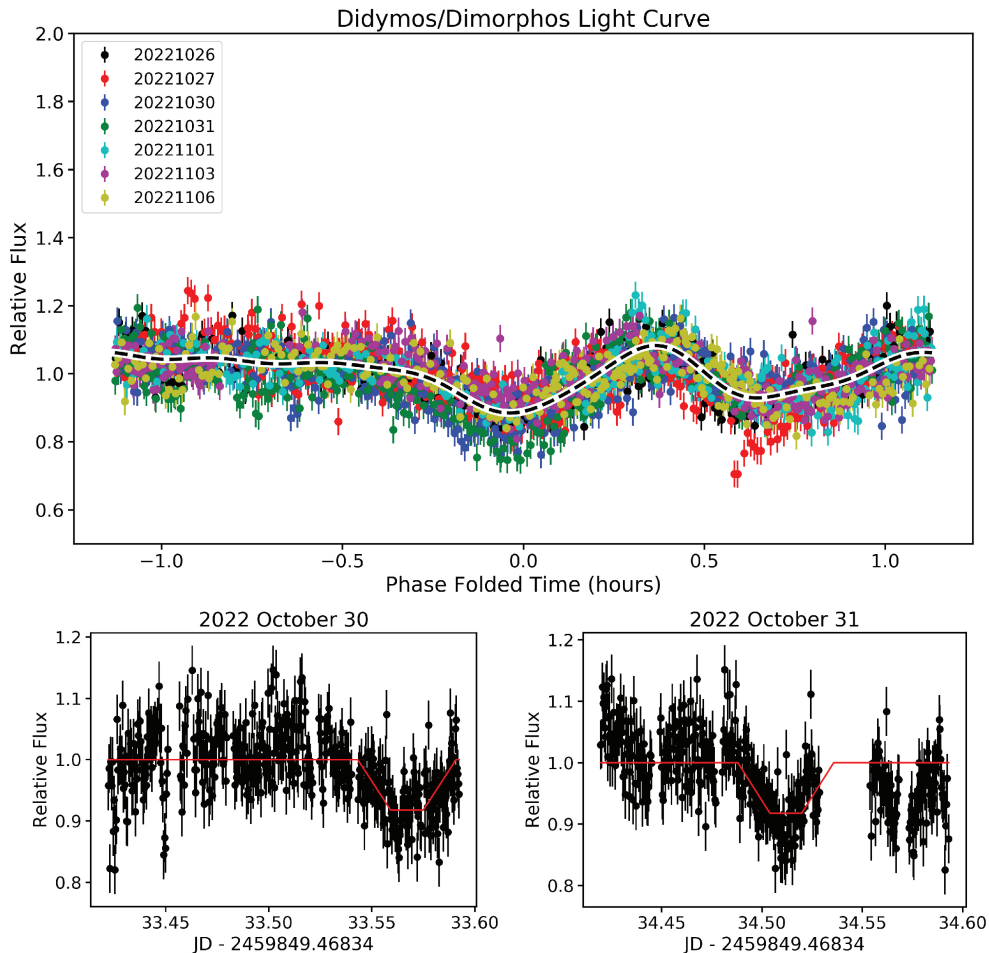 Didymos/Dimorphos Light Curve
2.0
1.8
1.6
1.4
1.2
1.0
0.8
0.6
Relative Flux
20221026
20221027
20221030
20221031
20221101
20221103
20221106
−1.0 −0.5 0.0 0.5 1.0
Phase Folded Time (hours)
2022 October 30
1.2
1.1
1.0
0.9
0.8
Relative Flux
33.45 33.50 33.55 33.60
JD - 2459849.46834
2022 October 31
1.2
1.1
1.0
0.9
0.8
Relative Flux
34.45 34.50 34.55 34.60
JD - 2459849.46834